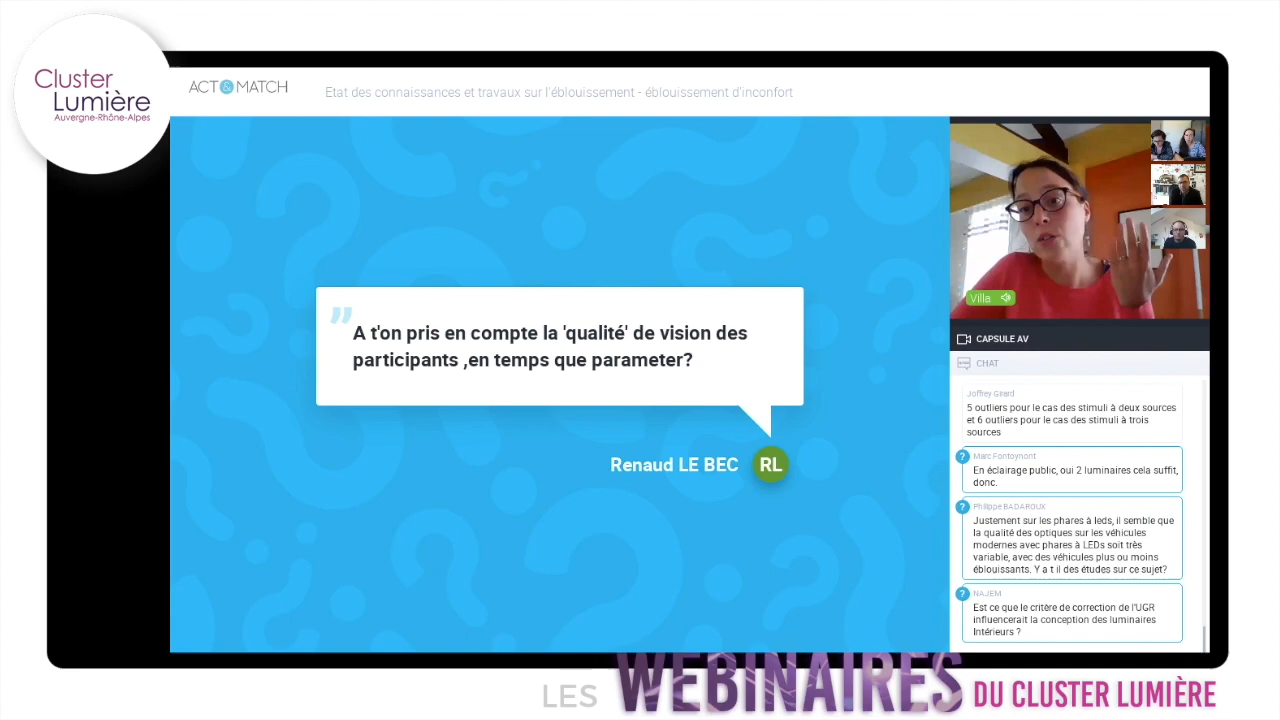 Cluster
Lumière
Auvergne-Rhône-Alpes
ACT & MATCH
Etat des connaissances et travaux sur l'éblouissement - éblouissement d'inconfort
A t'on pris en compte la 'qualité' de vision des
participants ,en temps que parameter?
Renaud LE BEC
RL
Villa
CAPSULE AV
CHAT
Joffrey Girard
5 outliers pour le cas des stimuli à deux sources
et 6 outliers pour le cas des stimuli à trois
sources
? Marc Fontoynont
En éclairage public, oui 2 luminaires cela suffit,
donc.
? Philippe BADAROUX
Justement sur les phares à leds, il semble que
la qualité des optiques sur les véhicules
modernes avec phares à LEDs soit très
variable, avec des véhicules plus ou moins
éblouissants. Y a t il des études sur ce sujet?
? NAJEM
Est ce que le critère de correction de l'UGR
influencerait la conception des luminaires
Intérieurs ?
LES WEBINAIRES DU CLUSTER LUMIÈRE